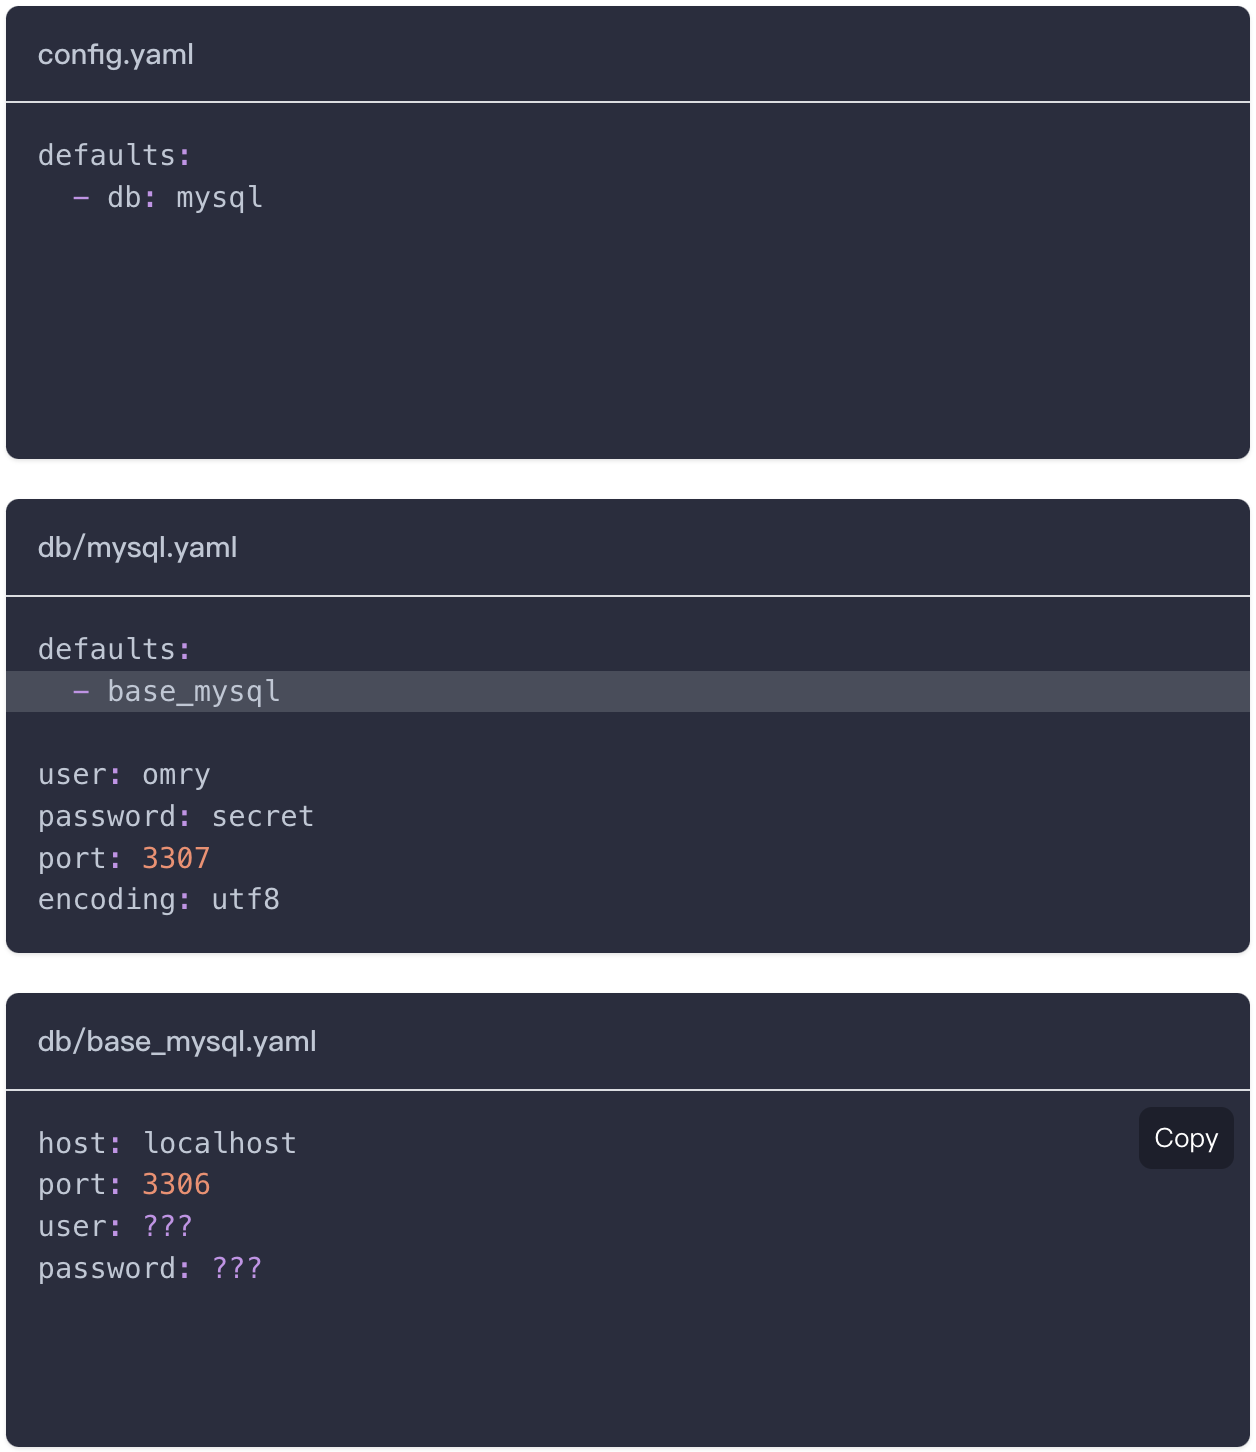 config.yaml
defaults:
  - db: mysql
db/mysql.yaml
defaults:
  - base_mysql
user: omry
password: secret
port: 3307
encoding: utf8
db/base_mysql.yaml
Copy
host: localhost
port: 3306
user: ???
password: ???